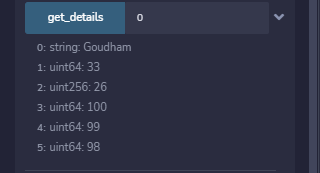 get_details 0
0: string: Goudham
1: uint64: 33
2: uint256: 26
3: uint64: 100
4: uint64: 99
5: uint64: 98